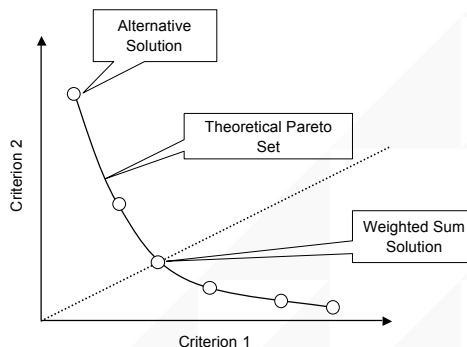 Alternative
Solution
Theoretical Pareto
Set
Criterion 2
Weighted Sum
Solution
Criterion 1